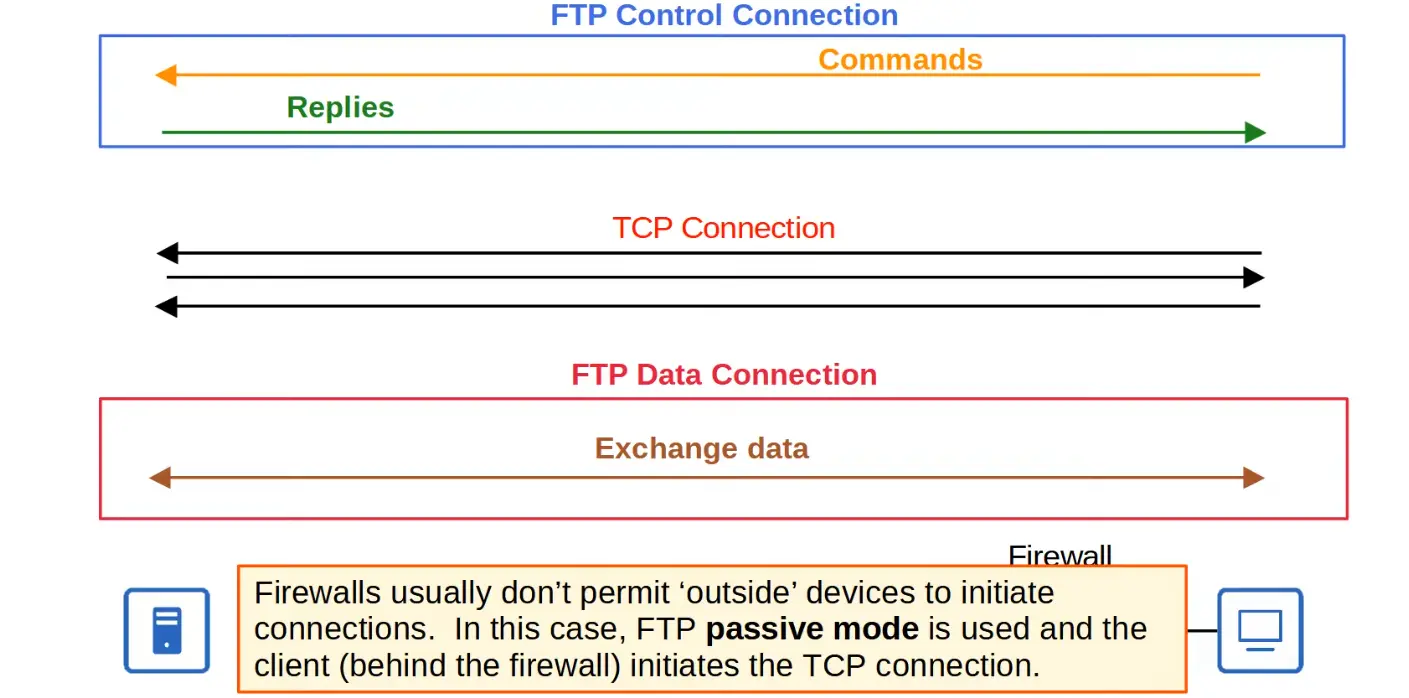 FTP Control Connection
Commands
Replies
TCP Connection
FTP Data Connection
Exchange data
Firewall
Firewalls usually don’t permit ‘outside’ devices to initiate
connections.  In this case, FTP passive mode is used and the
client (behind the firewall) initiates the TCP connection.